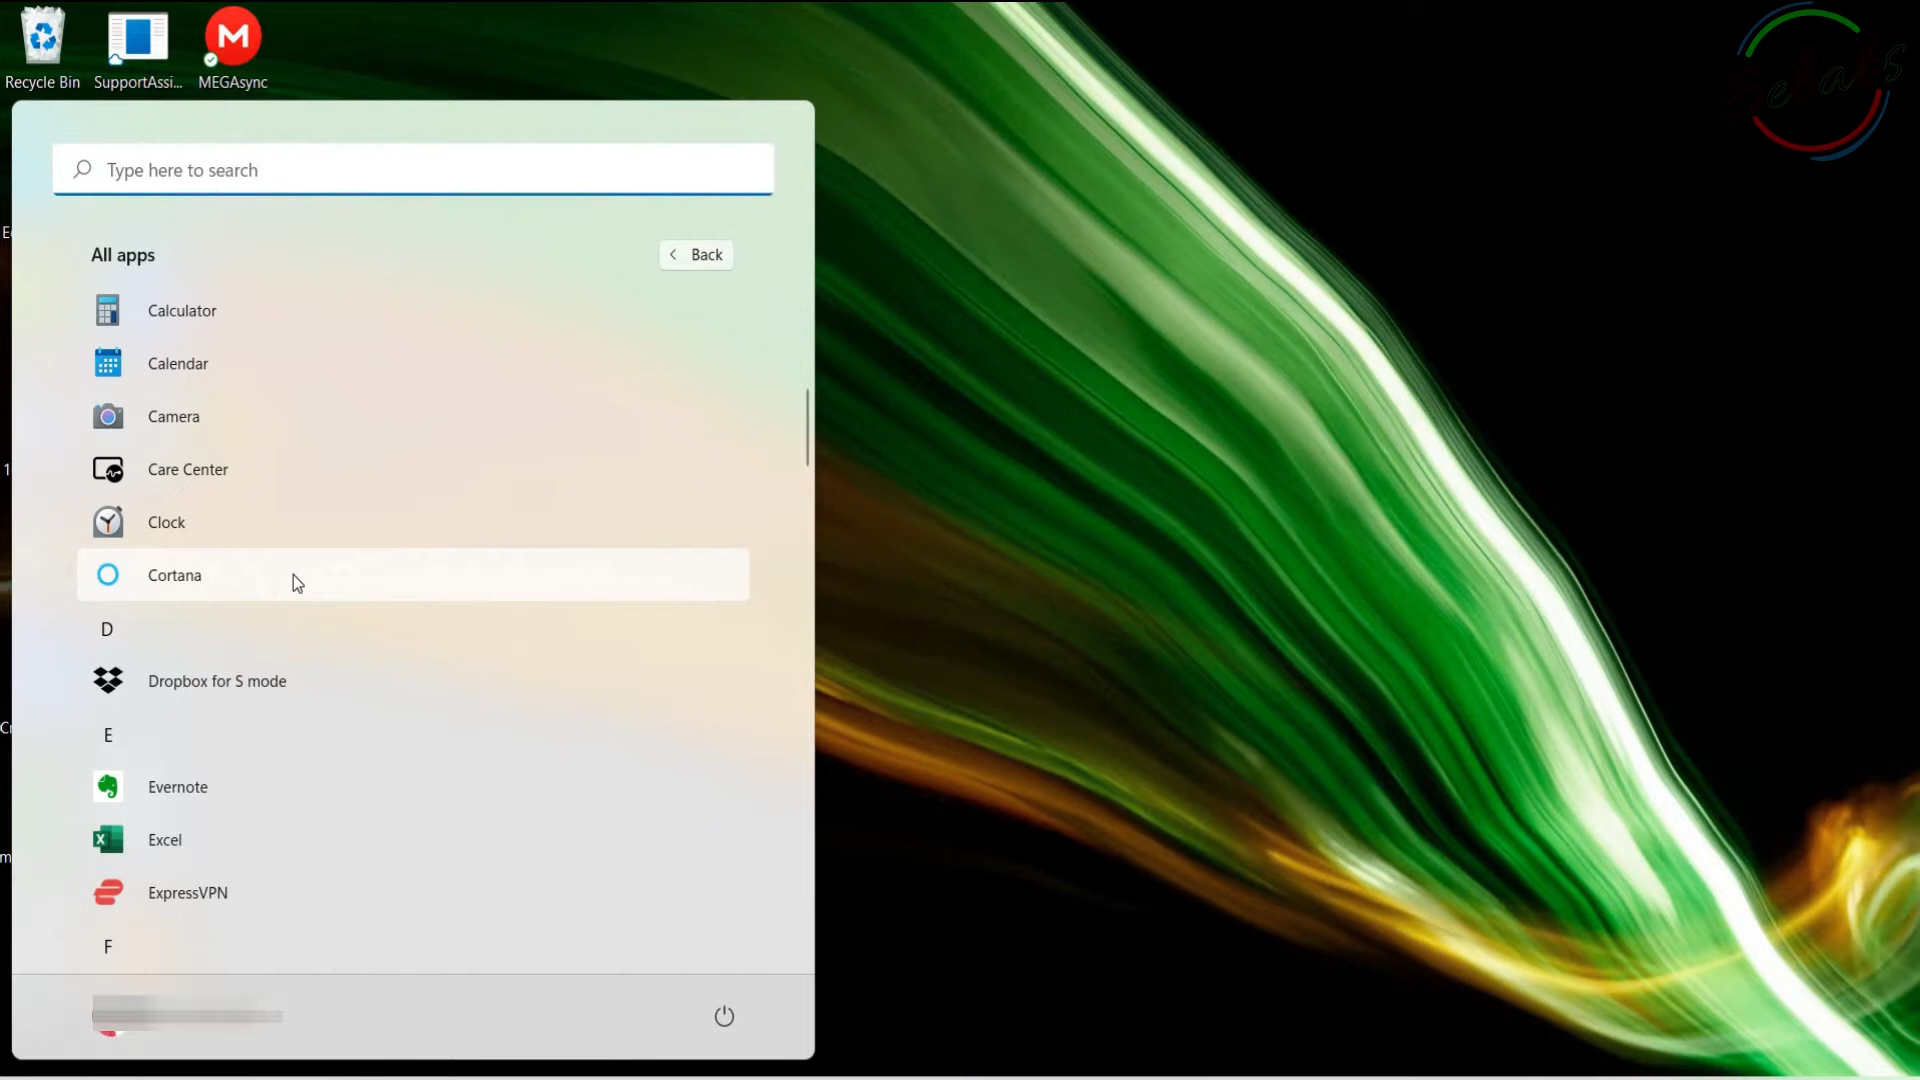 Recycle Bin
SupportAssi...
MEGAsync
Type here to search
All apps
Back
Calculator
Calendar
Camera
Care Center
Clock
Cortana
D
Dropbox for S mode
E
Evernote
Excel
ExpressVPN
F